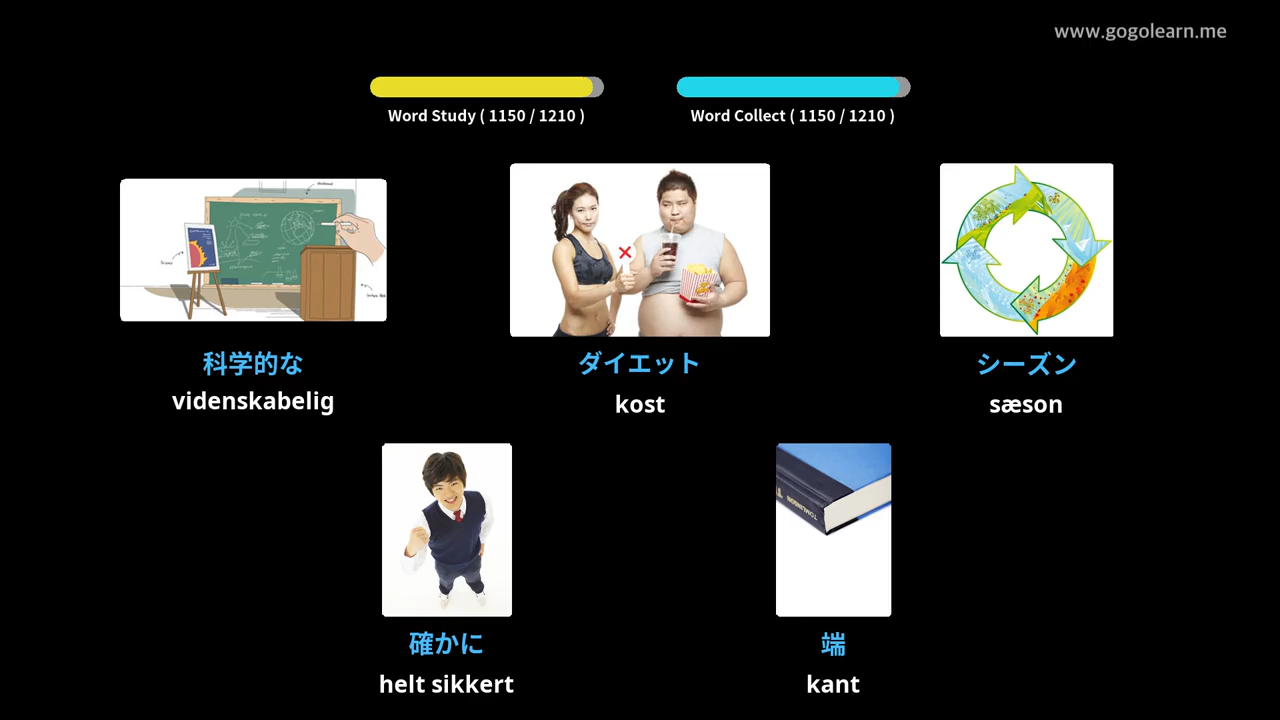 www.gogolearn.me
Word Study ( 1150 / 1210 )
Word Collect ( 1150 / 1210 )
科学的な
videnskabelig
ダイエット
kost
シーズン
sæson
TOMLINSON
確かに
helt sikkert
端
kant